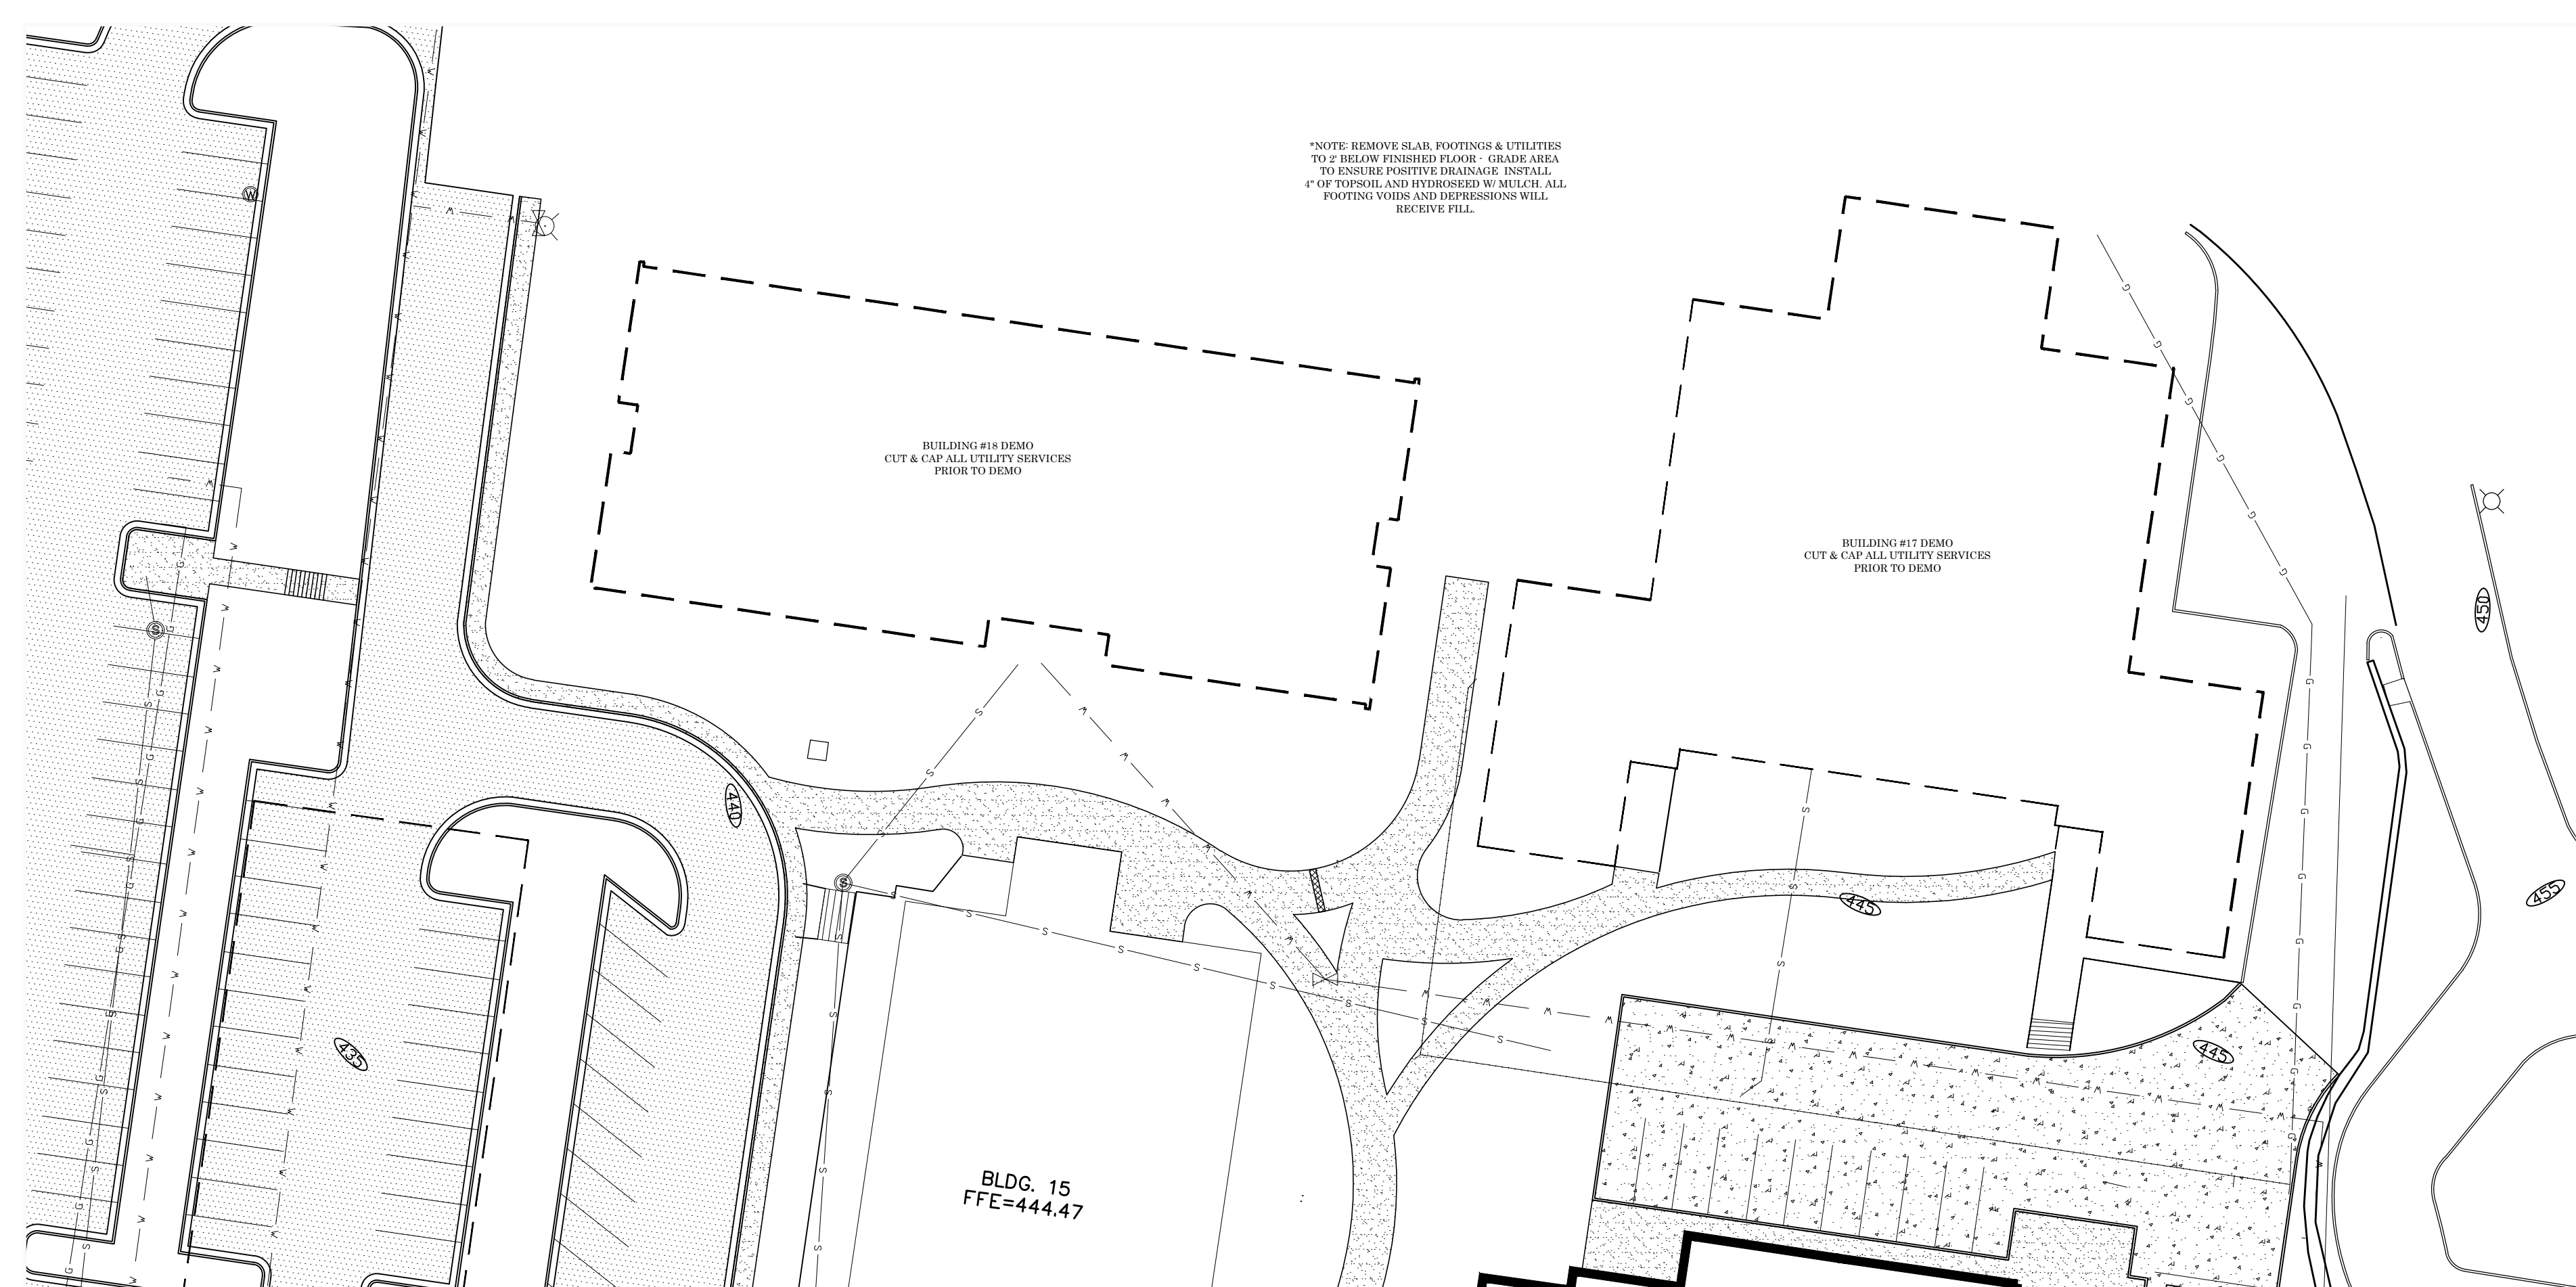 *NOTE: REMOVE SLAB, FOOTINGS & UTILITIES
TO 2' BELOW FINISHED FLOOR - GRADE AREA
TO ENSURE POSITIVE DRAINAGE INSTALL
4" OF TOPSOIL AND HYDROSEED W/ MULCH. ALL
FOOTING VOIDS AND DEPRESSIONS WILL
RECEIVE FILL.
BUILDING #18 DEMO
CUT & CAP ALL UTILITY SERVICES
PRIOR TO DEMO
BUILDING #17 DEMO
CUT & CAP ALL UTILITY SERVICES
PRIOR TO DEMO
450
440
455
445
435
445
BLDG. 15
FFE=444.47